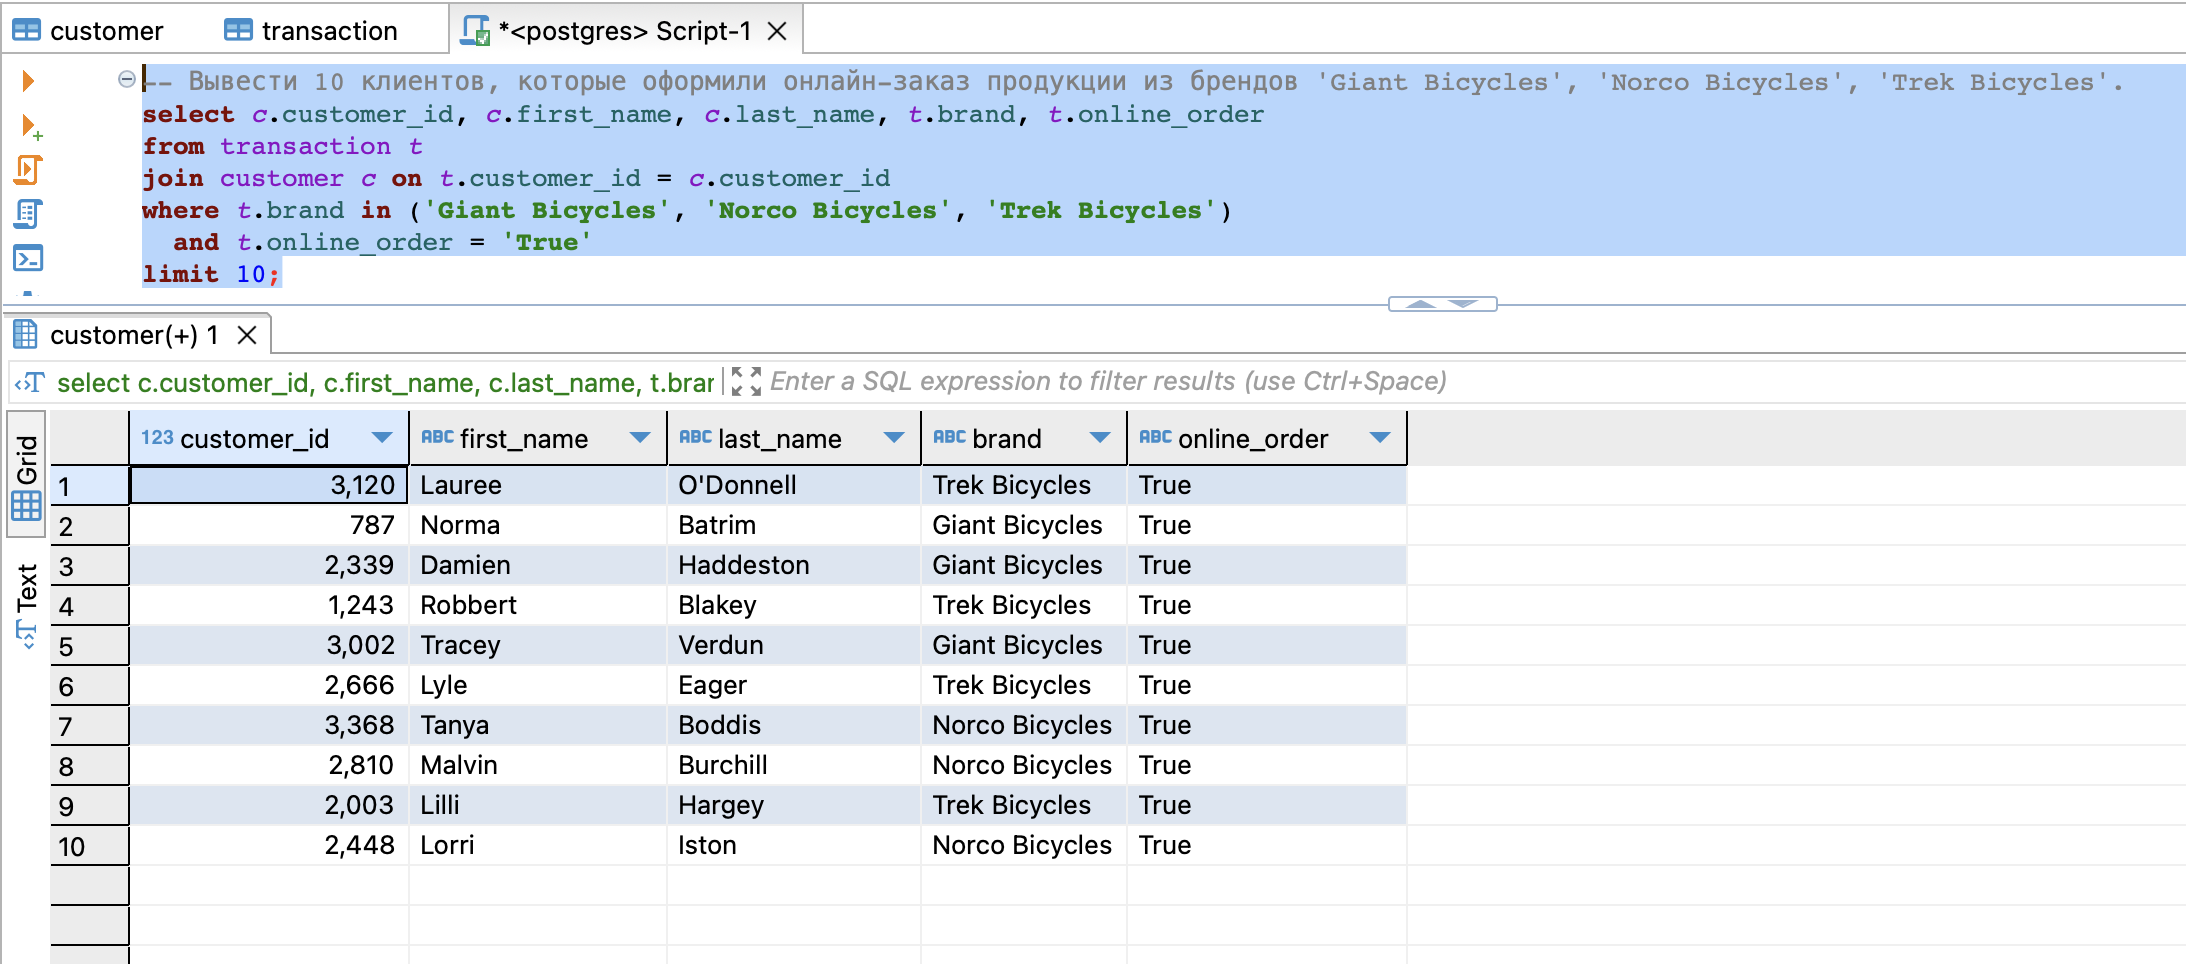 customer transaction *<postgres> Script-1
-- Вывести 10 клиентов, которые оформили онлайн-заказ продукции из брендов 'Giant Bicycles', 'Norco Bicycles', 'Trek Bicycles'.
select c.customer_id, c.first_name, c.last_name, t.brand, t.online_order
from transaction t
join customer c on t.customer_id = c.customer_id
where t.brand in ('Giant Bicycles', 'Norco Bicycles', 'Trek Bicycles')
and t.online_order = 'True'
limit 10;
customer(+) 1
select c.customer_id, c.first_name, c.last_name, t.brar Enter a SQL expression to filter results (use Ctrl+Space)
Grid
Text
123 customer_id ABC first_name ABC last_name ABC brand ABC online_order
1 3,120 Lauree O'Donnell Trek Bicycles True
2 787 Norma Batrim Giant Bicycles True
3 2,339 Damien Haddeston Giant Bicycles True
4 1,243 Robbert Blakey Trek Bicycles True
5 3,002 Tracey Verdun Giant Bicycles True
6 2,666 Lyle Eager Trek Bicycles True
7 3,368 Tanya Boddis Norco Bicycles True
8 2,810 Malvin Burchill Norco Bicycles True
9 2,003 Lilli Hargey Trek Bicycles True
10 2,448 Lorri Iston Norco Bicycles True